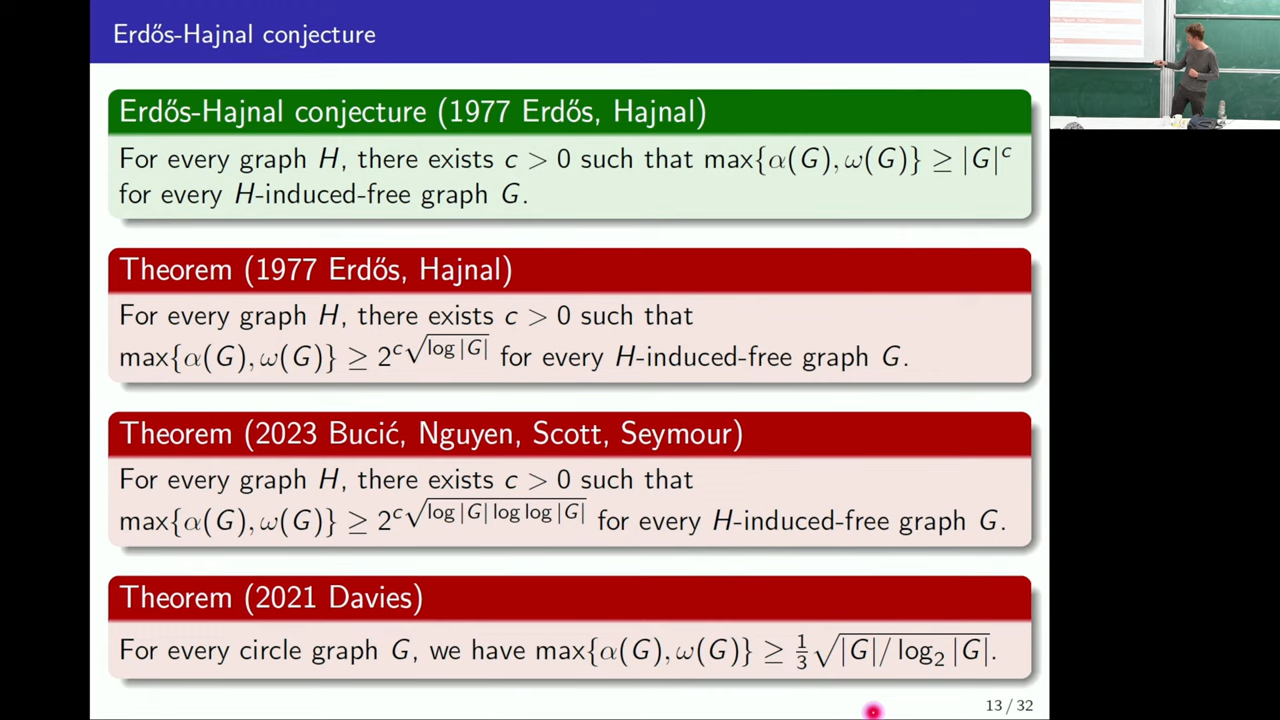 Erdős-Hajnal conjecture
Erdős-Hajnal conjecture (1977 Erdős, Hajnal)
For every graph H, there exists c > 0 such that max{α(G), ω(G)} ≥ |G|^c
for every H-induced-free graph G.
Theorem (1977 Erdős, Hajnal)
For every graph H, there exists c > 0 such that
max{α(G), ω(G)} ≥ 2^{c√(log |G|)} for every H-induced-free graph G.
Theorem (2023 Bucić, Nguyen, Scott, Seymour)
For every graph H, there exists c > 0 such that
max{α(G), ω(G)} ≥ 2^{c√(log |G| log log |G|)} for every H-induced-free graph G.
Theorem (2021 Davies)
For every circle graph G, we have max{α(G), ω(G)} ≥ 1/3 √(|G|/ log₂ |G|).
13 / 32